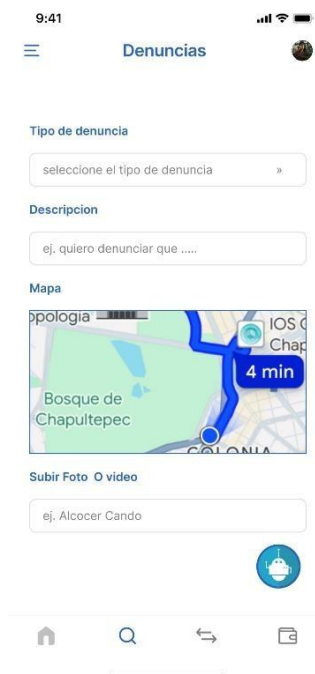 9:41
Denuncias
Tipo de denuncia
seleccione el tipo de denuncia »
Descripcion
ej. quiero denunciar que .....
Mapa
opologia
IOS
Chap
4 min
Bosque de
Chapultepec
COLONIA
Subir Foto O video
ej. Alcocer Cando